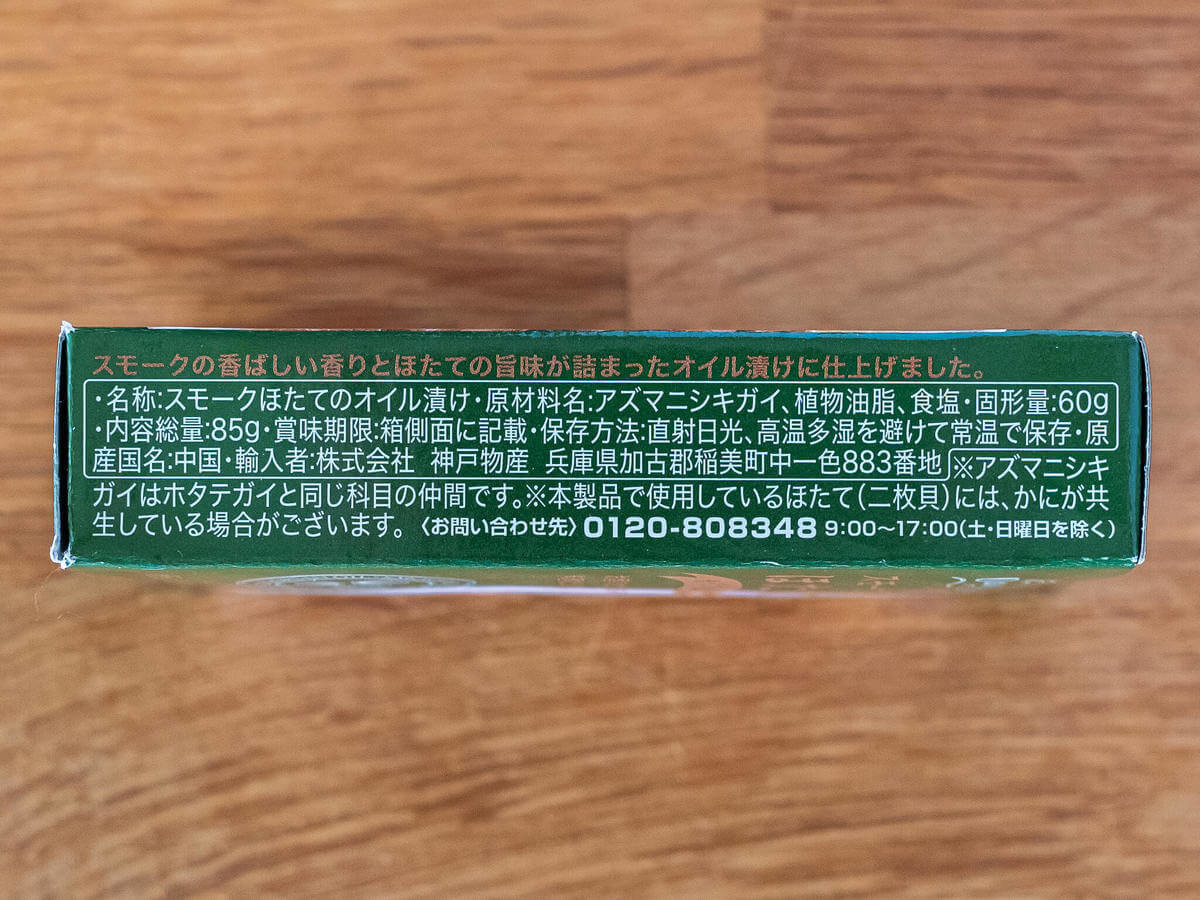 スモークの香ばしい香りとほたての旨味が詰まったオイル漬けに仕上げました。
・名称:スモークほたてのオイル漬け・原材料名:アズマニシキガイ、植物油脂、食塩・固形量:60g
・内容総量:85g・賞味期限:箱側面に記載・保存方法:直射日光、高温多湿を避けて常温で保存・原
産国名:中国・輸入者:株式会社 神戸物産 兵庫県加古郡稲美町中一色883番地 ※アズマニシキ
ガイはホタテガイと同じ科目の仲間です。※本製品で使用しているほたて(二枚貝)には、かにが共
生している場合がございます。〈お問い合わせ先〉0120-808348 9:00〜17:00(土・日曜日を除く)